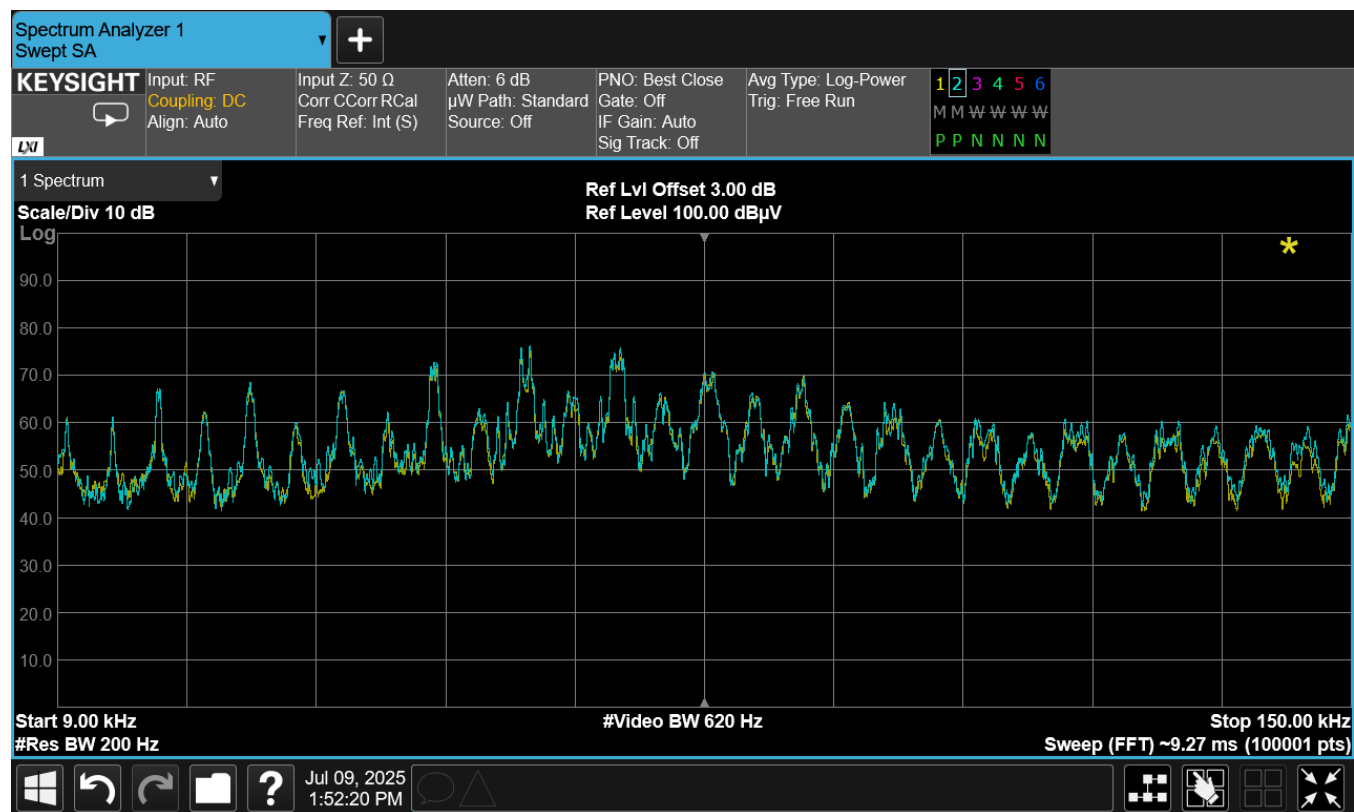 Spectrum Analyzer 1
Swept SA
▼
+
KEYSIGHT
LXI
Input: RF
Coupling: DC
Align: Auto
Input Z: 50 Ω
Corr CCorr RCal
Freq Ref: Int (S)
Atten: 6 dB
µW Path: Standard
Source: Off
PNO: Best Close
Gate: Off
IF Gain: Auto
Sig Track: Off
Avg Type: Log-Power
Trig: Free Run
1 2 3 4 5 6
M M W W W W
P P N N N N
1 Spectrum ▼
Scale/Div 10 dB
Ref Lvl Offset 3.00 dB
Ref Level 100.00 dBµV
Log
*
90.0
80.0
70.0
60.0
50.0
40.0
30.0
20.0
10.0
Start 9.00 kHz
#Video BW 620 Hz
Stop 150.00 kHz
#Res BW 200 Hz
Sweep (FFT) ~9.27 ms (100001 pts)
?
Jul 09, 2025
1:52:20 PM